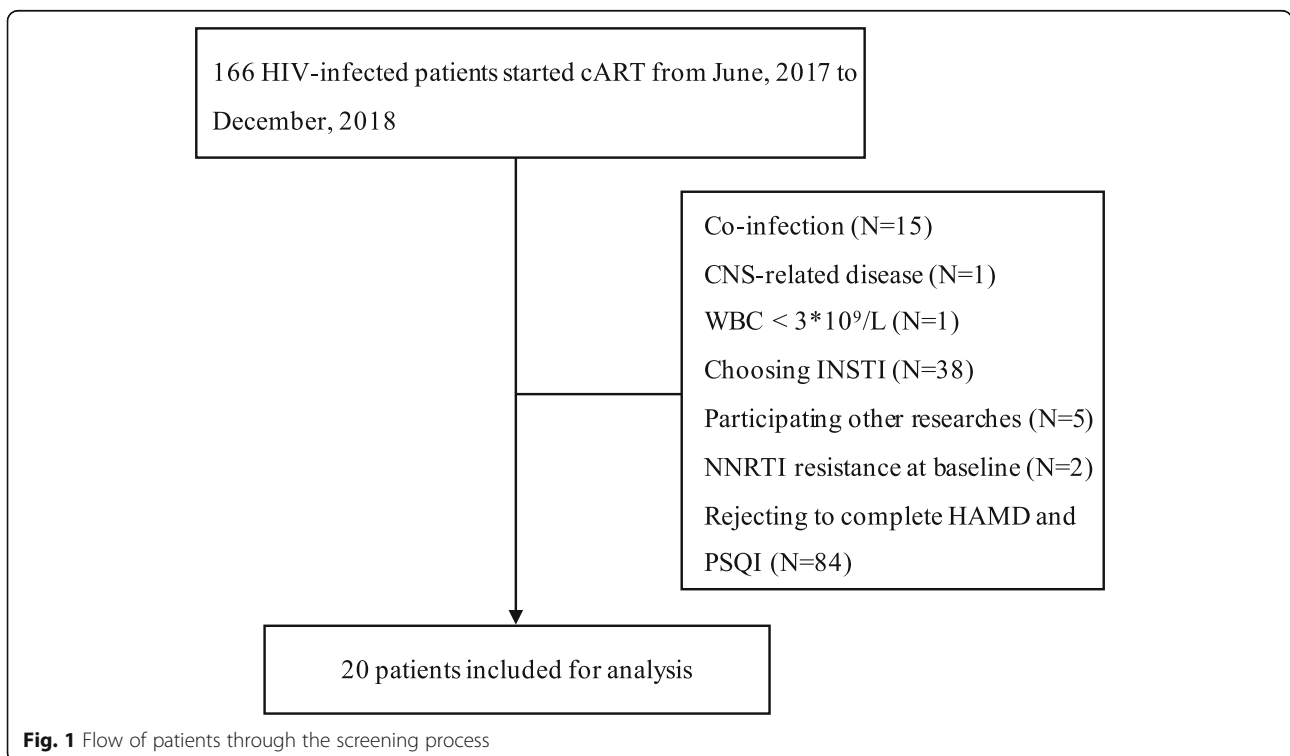 166 HIV-infected patients started cART from June, 2017 to
December, 2018
Co-infection (N=15)
CNS-related disease (N=1)
WBC < 3*10⁹/L (N=1)
Choosing INSTI (N=38)
Participating other researches (N=5)
NNRTI resistance at baseline (N=2)
Rejecting to complete HAMD and
PSQI (N=84)
20 patients included for analysis
Fig. 1 Flow of patients through the screening process